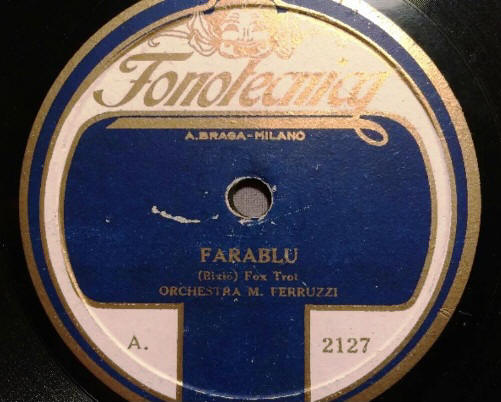 Fonotecnica
A. BRAGA - MILANO
FARABLU
(Bixio) Fox Trot
ORCHESTRA M. FERRUZZI
A. 2127